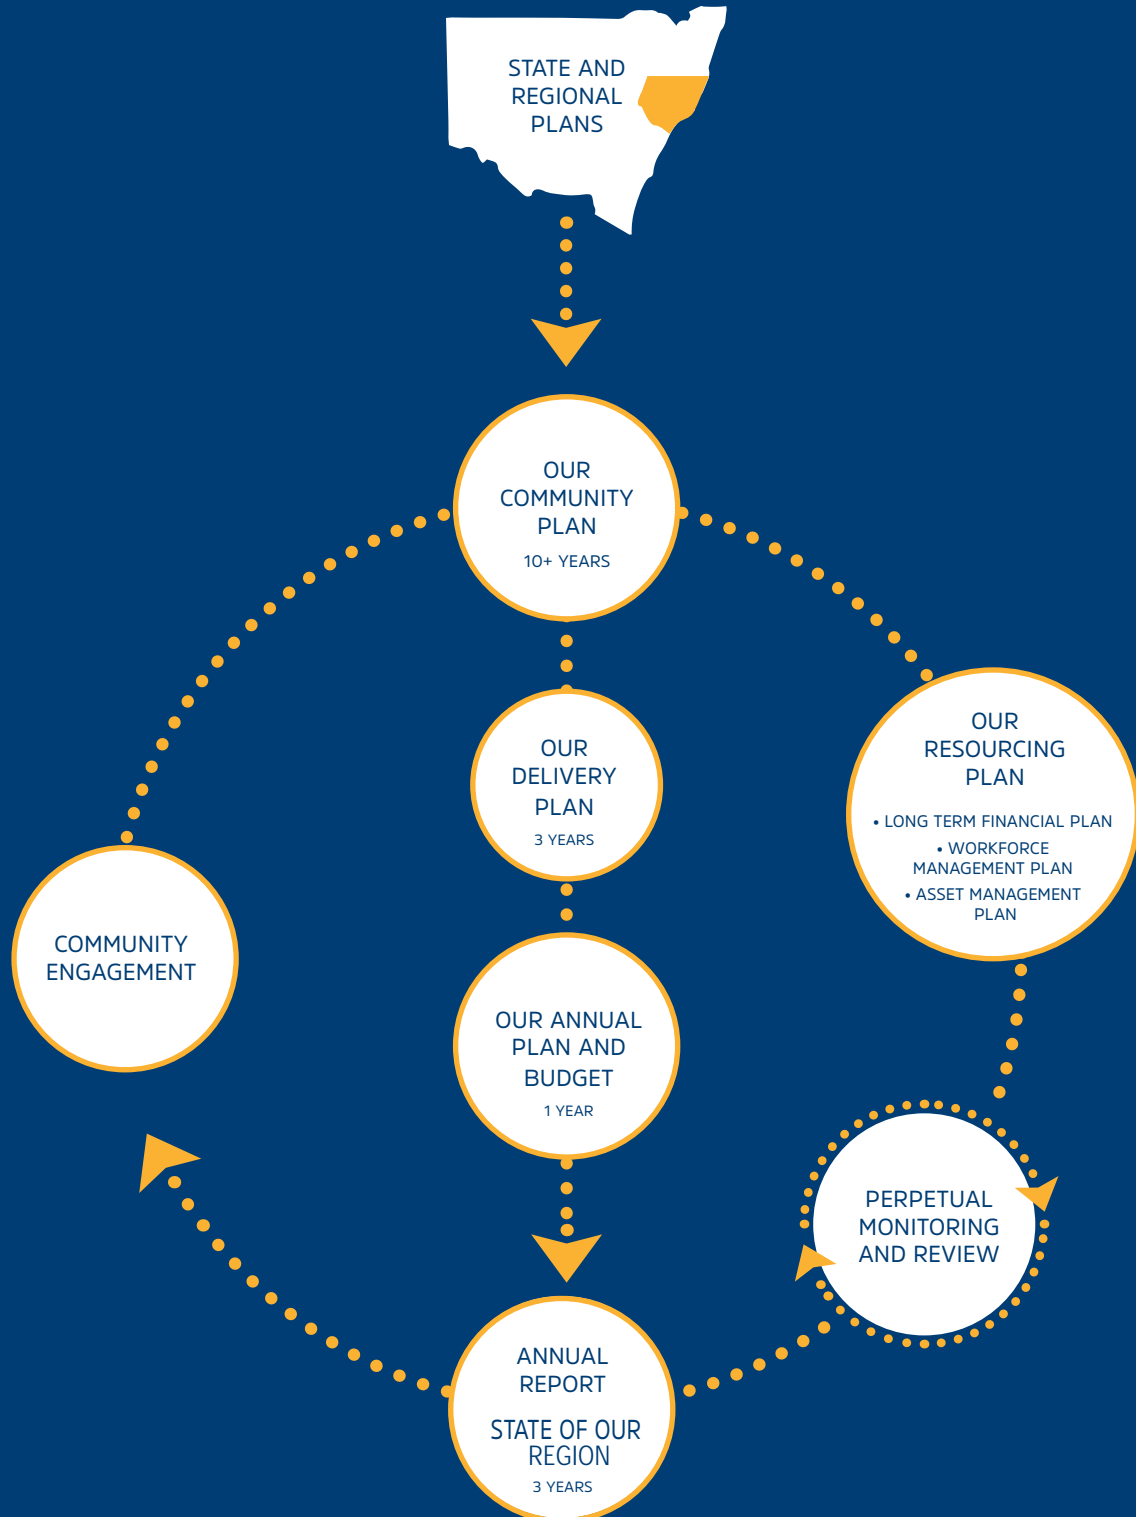 STATE AND
REGIONAL
PLANS
OUR
COMMUNITY
PLAN
10+ YEARS
OUR
DELIVERY
PLAN
3 YEARS
OUR
RESOURCING
PLAN
• LONG TERM FINANCIAL PLAN
• WORKFORCE
MANAGEMENT PLAN
• ASSET MANAGEMENT
PLAN
COMMUNITY
ENGAGEMENT
OUR ANNUAL
PLAN AND
BUDGET
1 YEAR
PERPETUAL
MONITORING
AND REVIEW
ANNUAL
REPORT
STATE OF OUR
REGION
3 YEARS